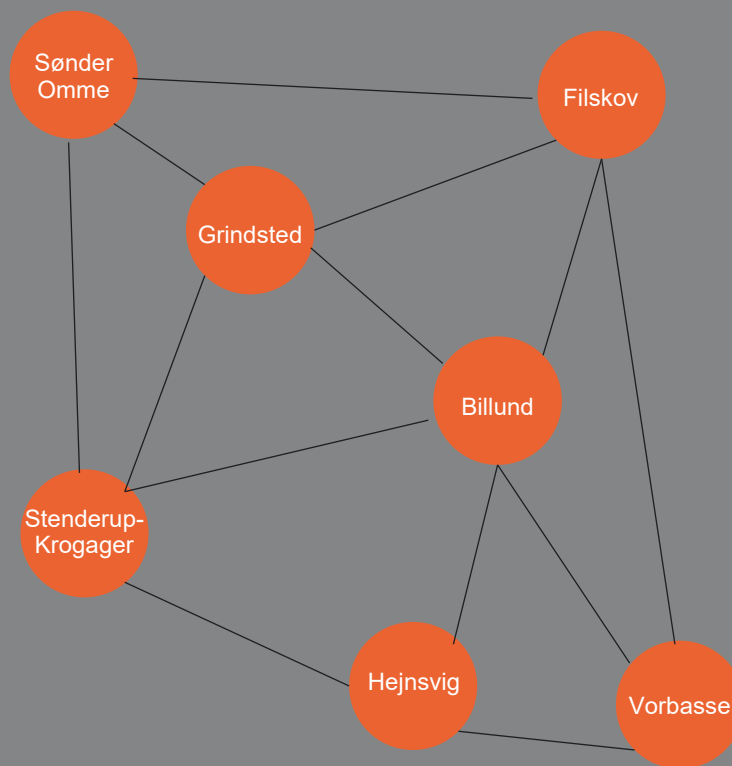 Sønder
Omme
Filskov
Grindsted
Billund
Stenderup-
Krogager
Hejnsvig
Vorbasse